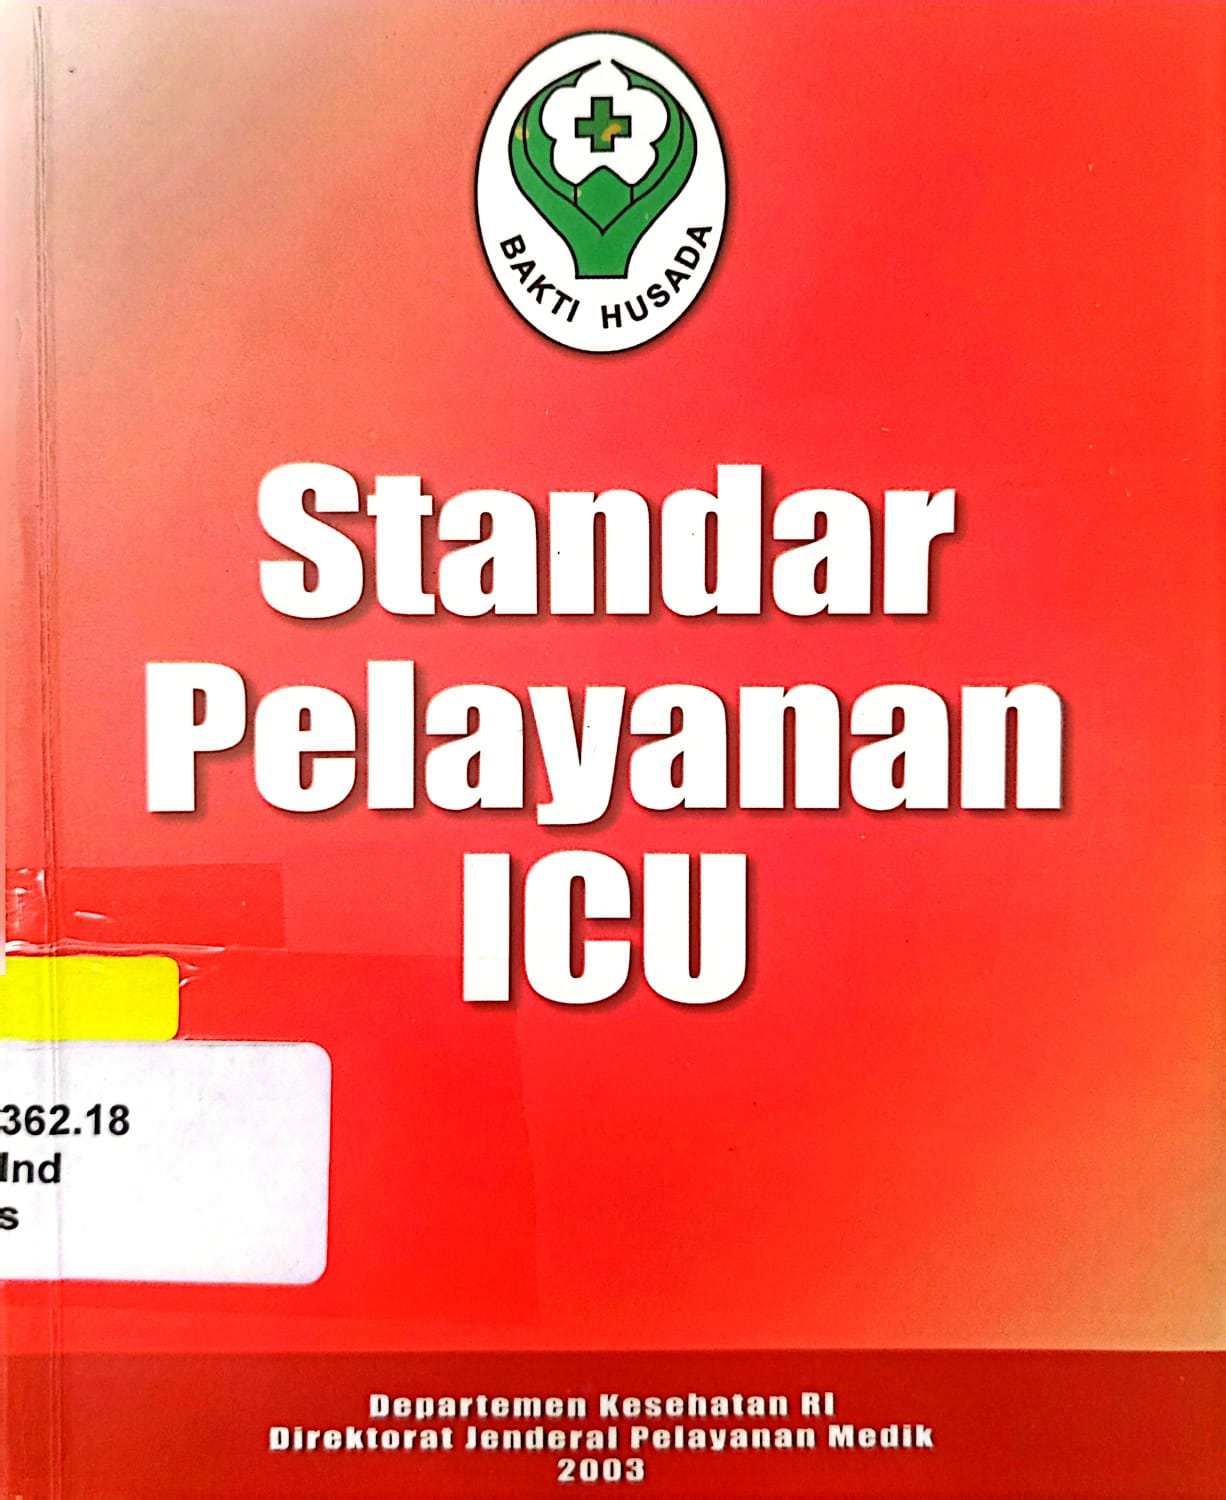 BAKTI HUSADA
Standar
Pelayanan
ICU
362.18
Ind
s
Departemen Kesehatan RI
Direktorat Jenderal Pelayanan Medik
2003